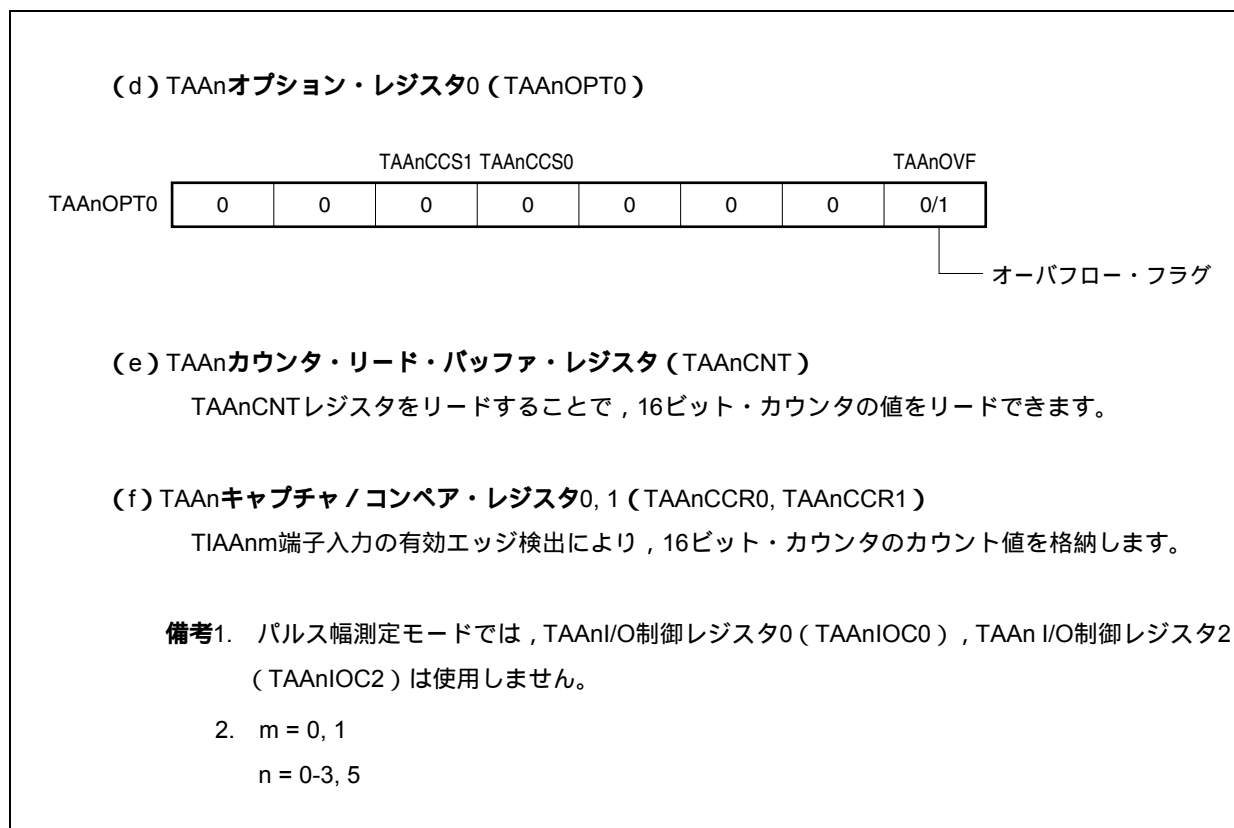 (d)TAAnオプション・レジスタ0(TAAnOPT0)
TAAnCCS1 TAAnCCS0 TAAnOVF
TAAnOPT0 0 0 0 0 0 0 0 0/1
オーバフロー・フラグ
(e)TAAnカウンタ・リード・バッファ・レジスタ(TAAnCNT)
TAAnCNTレジスタをリードすることで,16ビット・カウンタの値をリードできます。
(f)TAAnキャプチャ/コンペア・レジスタ0, 1(TAAnCCR0, TAAnCCR1)
TIAAnm端子入力の有効エッジ検出により,16ビット・カウンタのカウント値を格納します。
備考1. パルス幅測定モードでは,TAAnI/O制御レジスタ0(TAAnIOC0),TAAn I/O制御レジスタ2
(TAAnIOC2)は使用しません。
2. m = 0, 1
n = 0-3, 5